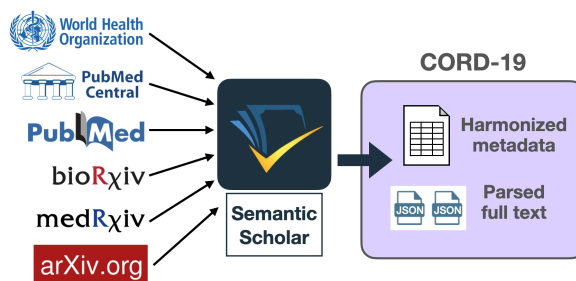 World Health
Organization
PubMed
Central
PubMed
bioRχiv
medRχiv
arXiv.org
Semantic
Scholar
CORD-19
Harmonized
metadata
JSON JSON
Parsed
full text